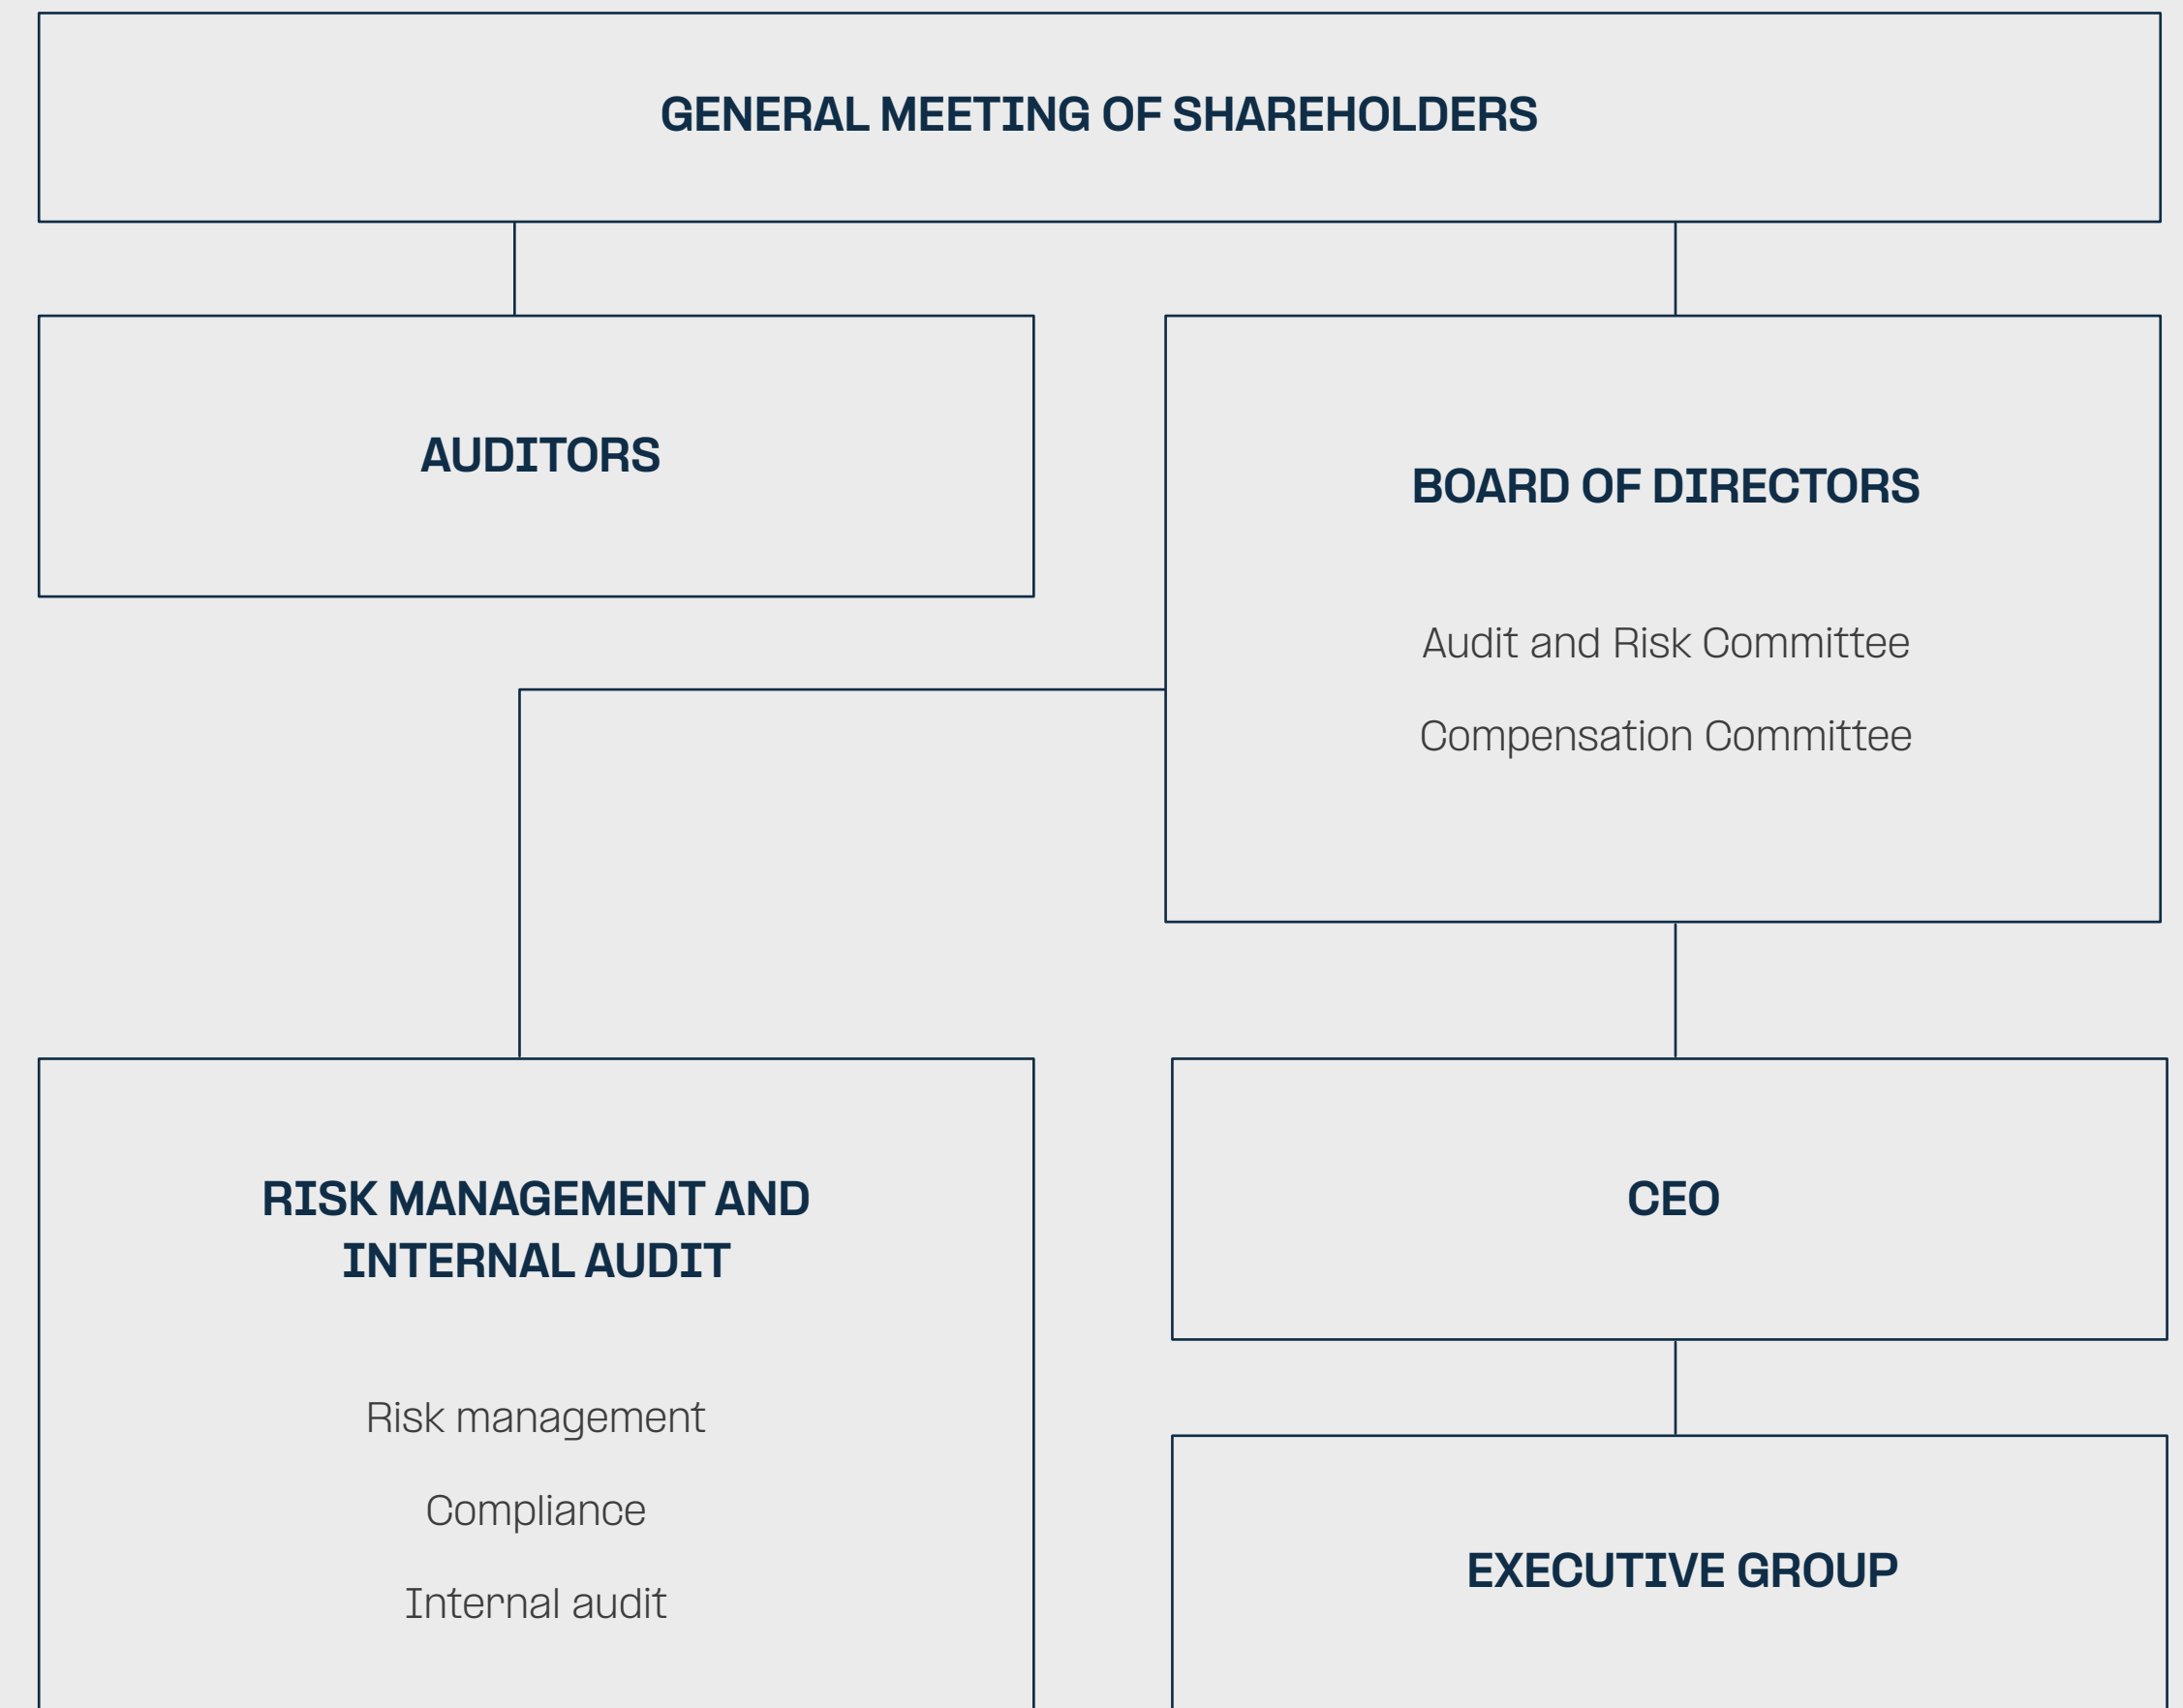 GENERAL MEETING OF SHAREHOLDERS
AUDITORS
BOARD OF DIRECTORS
Audit and Risk Committee
Compensation Committee
RISK MANAGEMENT AND
INTERNAL AUDIT
Risk management
Compliance
Internal audit
CEO
EXECUTIVE GROUP